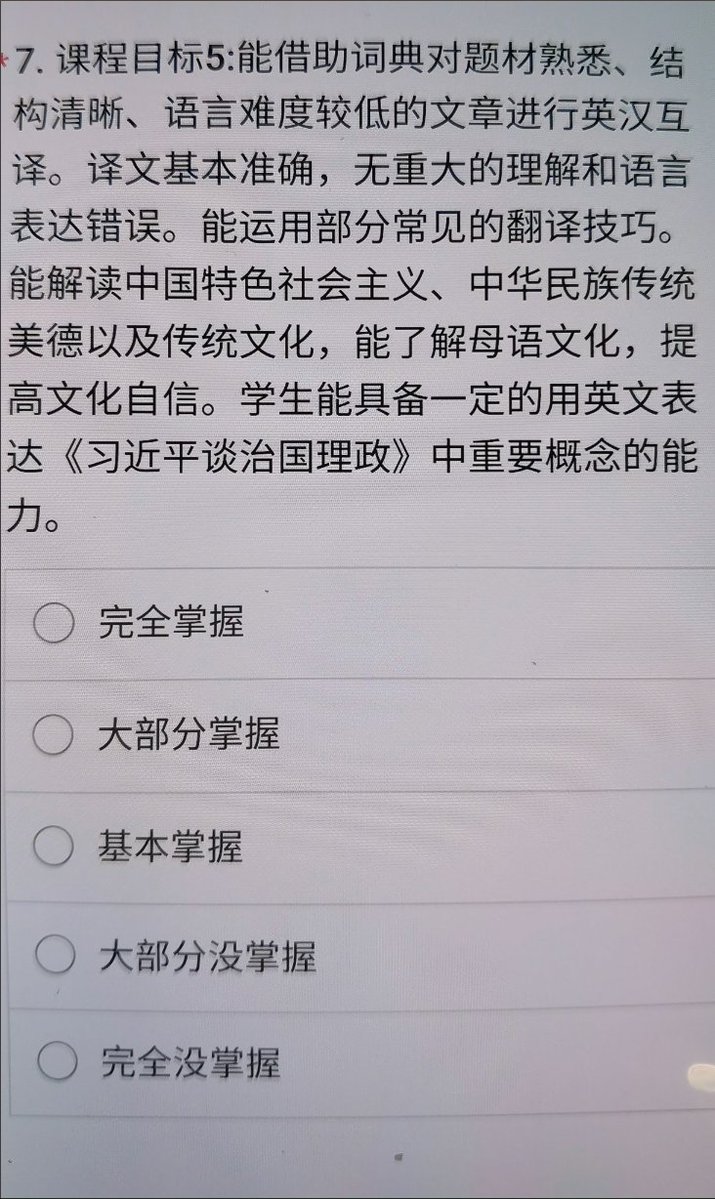 *7. 课程目标5:能借助词典对题材熟悉、结
构清晰、语言难度较低的文章进行英汉互
译。译文基本准确，无重大的理解和语言
表达错误。能运用部分常见的翻译技巧。
能解读中国特色社会主义、中华民族传统
美德以及传统文化，能了解母语文化，提
高文化自信。学生能具备一定的用英文表
达《习近平谈治国理政》中重要概念的能
力。
完全掌握
大部分掌握
基本掌握
大部分没掌握
完全没掌握